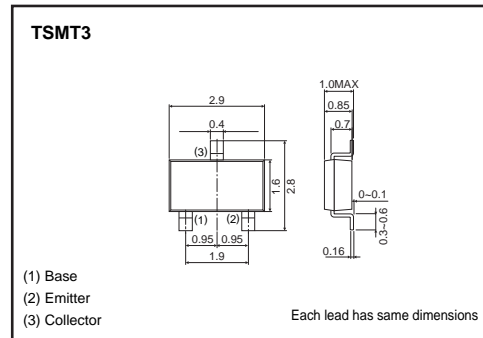 TSMT3
1.0MAX
2.9
0.85
0.4
0.7
(3)
1.6
2.8
0~0.1
(1)
(2)
0.3~0.6
0.95
0.95
0.16
1.9
(1) Base
(2) Emitter
(3) Collector
Each lead has same dimensions